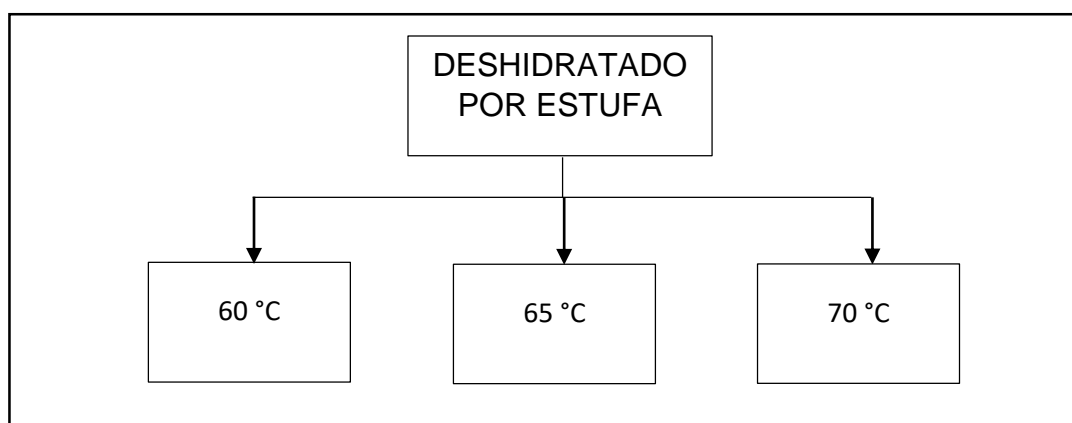 DESHIDRATADO
POR ESTUFA
60 °C
65 °C
70 °C